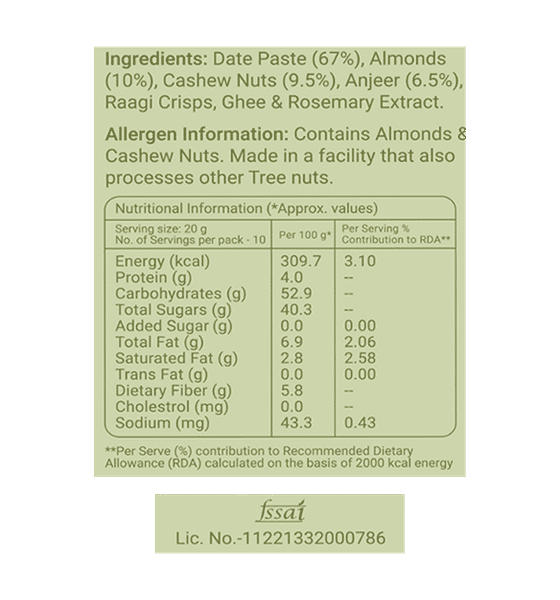 Ingredients: Date Paste (67%), Almonds
(10%), Cashew Nuts (9.5%), Anjeer (6.5%),
Raagi Crisps, Ghee & Rosemary Extract.
Allergen Information: Contains Almonds &
Cashew Nuts. Made in a facility that also
processes other Tree nuts.
Nutritional Information (*Approx. values)
Serving size: 20 g
No. of Servings per pack - 10
Per 100 g*
Per Serving %
Contribution to RDA**
Energy (kcal) 309.7 3.10
Protein (g) 4.0 --
Carbohydrates (g) 52.9 --
Total Sugars (g) 40.3 --
Added Sugar (g) 0.0 0.00
Total Fat (g) 6.9 2.06
Saturated Fat (g) 2.8 2.58
Trans Fat (g) 0.0 0.00
Dietary Fiber (g) 5.8 --
Cholestrol (mg) 0.0 --
Sodium (mg) 43.3 0.43
**Per Serve (%) contribution to Recommended Dietary
Allowance (RDA) calculated on the basis of 2000 kcal energy
fssai
Lic. No.-11221332000786